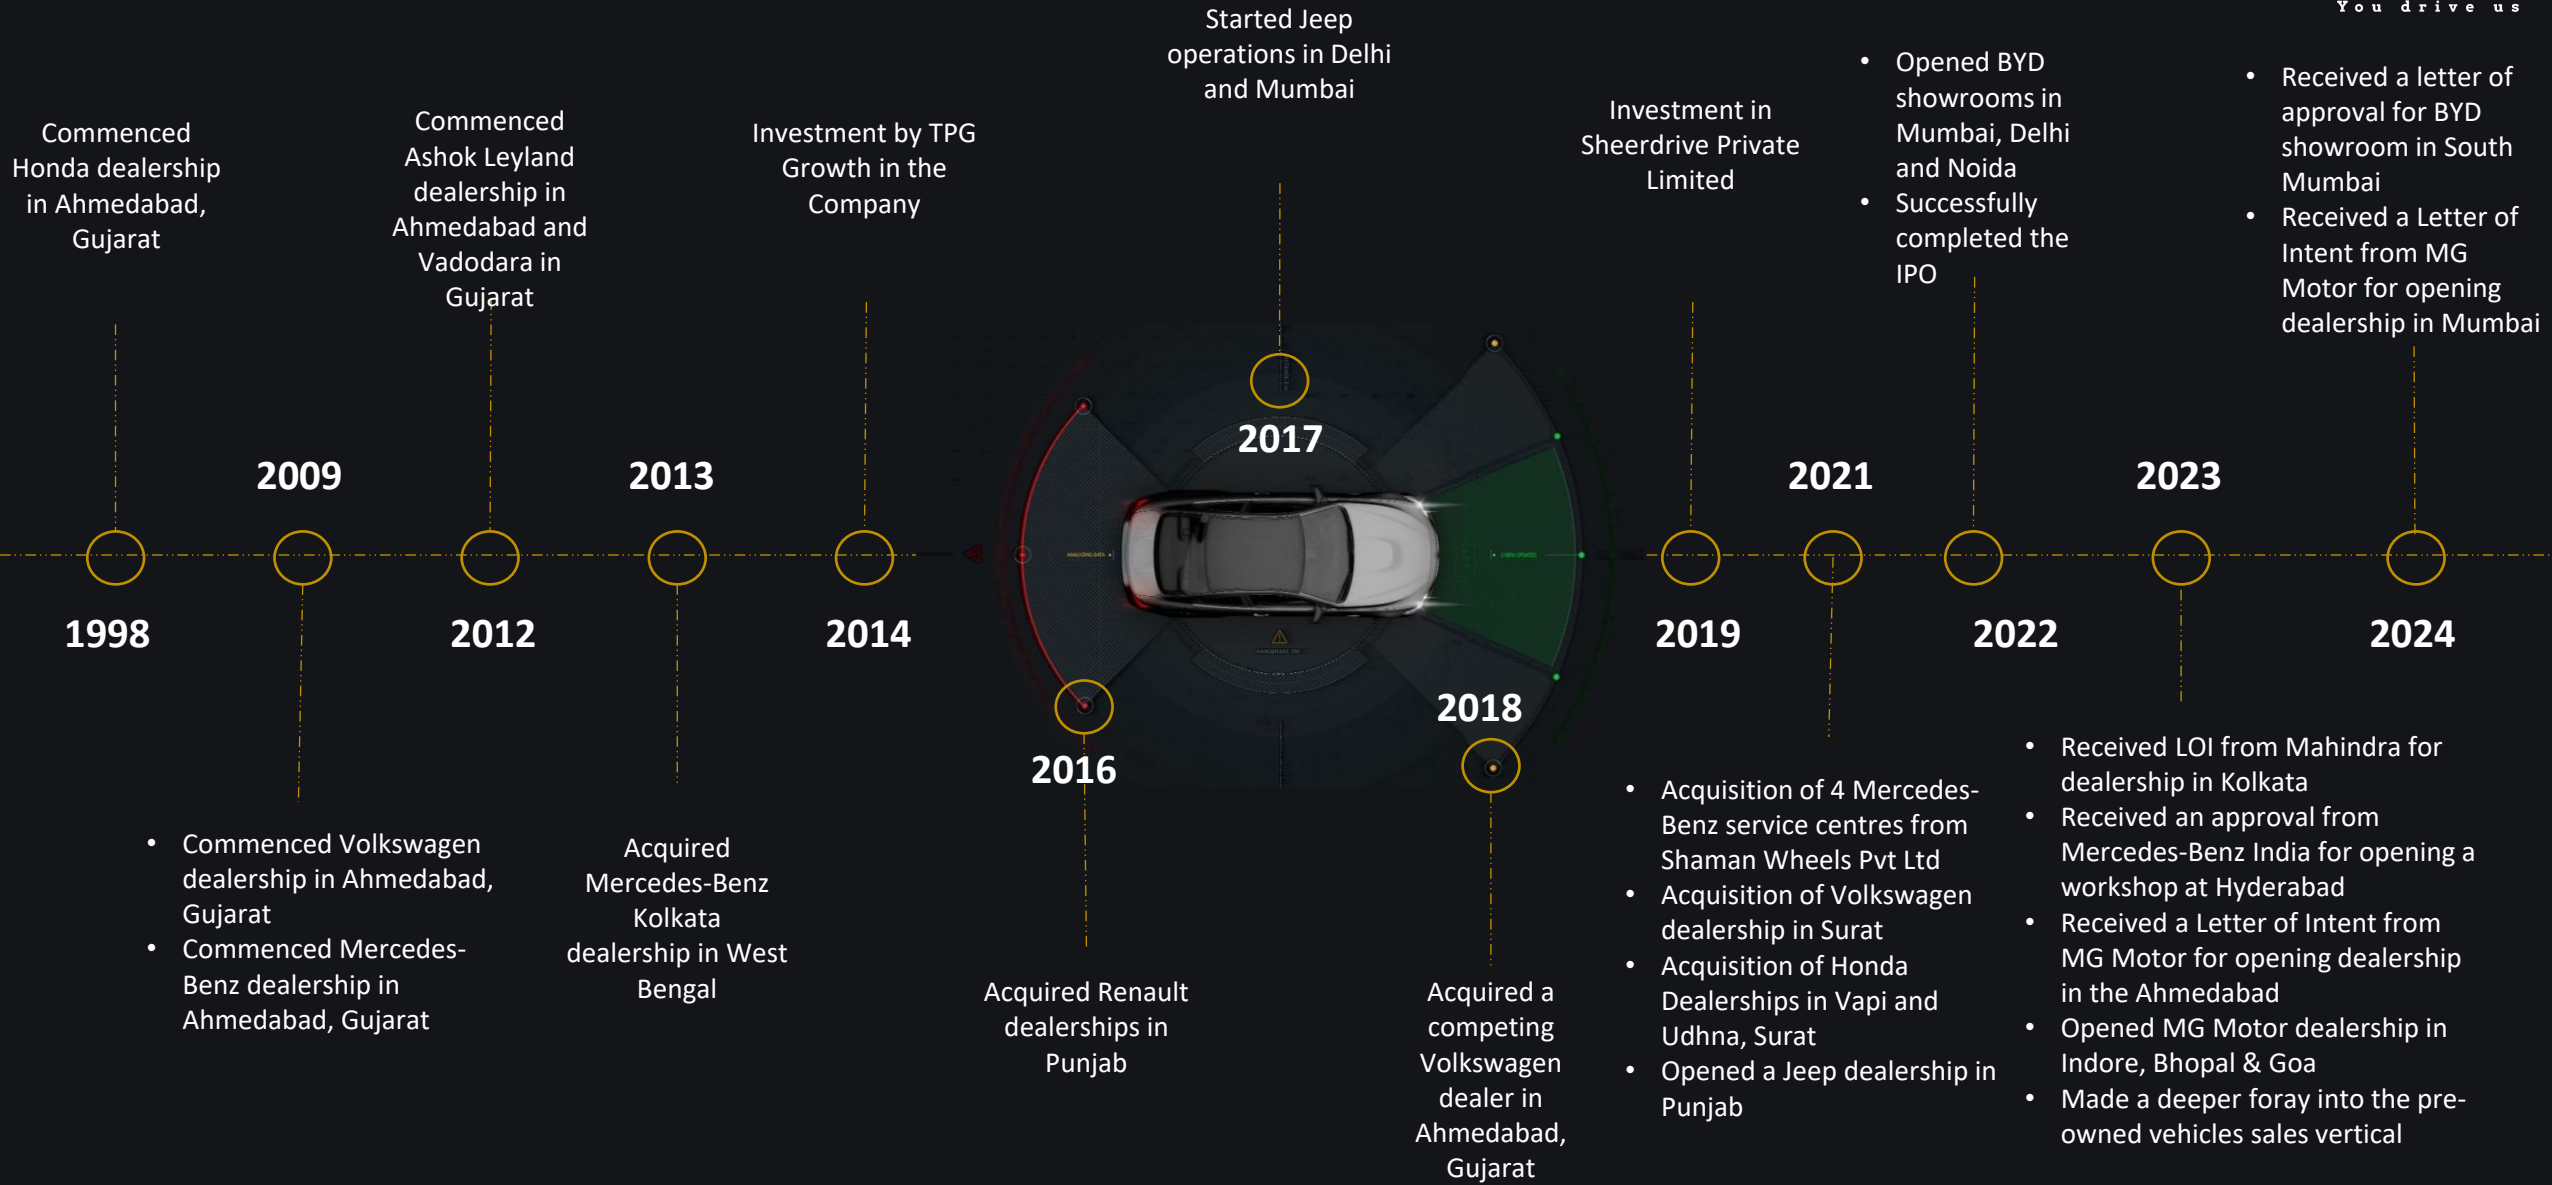 You drive us
Commenced
Honda dealership
in Ahmedabad,
Gujarat
1998
2009
• Commenced Volkswagen
dealership in Ahmedabad,
Gujarat
• Commenced Mercedes-
Benz dealership in
Ahmedabad, Gujarat
Commenced
Ashok Leyland
dealership in
Ahmedabad and
Vadodara in
Gujarat
2012
2013
Acquired
Mercedes-Benz
Kolkata
dealership in West
Bengal
Investment by TPG
Growth in the
Company
2014
2016
Acquired Renault
dealerships in
Punjab
Started Jeep
operations in Delhi
and Mumbai
2017
ANALYZING DATA
2018
Acquired a
competing
Volkswagen
dealer in
Ahmedabad,
Gujarat
Investment in
Sheerdrive Private
Limited
2019
2021
• Acquisition of 4 Mercedes-
Benz service centres from
Shaman Wheels Pvt Ltd
• Acquisition of Volkswagen
dealership in Surat
• Acquisition of Honda
Dealerships in Vapi and
Udhna, Surat
• Opened a Jeep dealership in
Punjab
• Opened BYD
showrooms in
Mumbai, Delhi
and Noida
• Successfully
completed the
IPO
2022
2023
• Received LOI from Mahindra for
dealership in Kolkata
• Received an approval from
Mercedes-Benz India for opening a
workshop at Hyderabad
• Received a Letter of Intent from
MG Motor for opening dealership
in the Ahmedabad
• Opened MG Motor dealership in
Indore, Bhopal & Goa
• Made a deeper foray into the pre-
owned vehicles sales vertical
• Received a letter of
approval for BYD
showroom in South
Mumbai
• Received a Letter of
Intent from MG
Motor for opening
dealership in Mumbai
2024